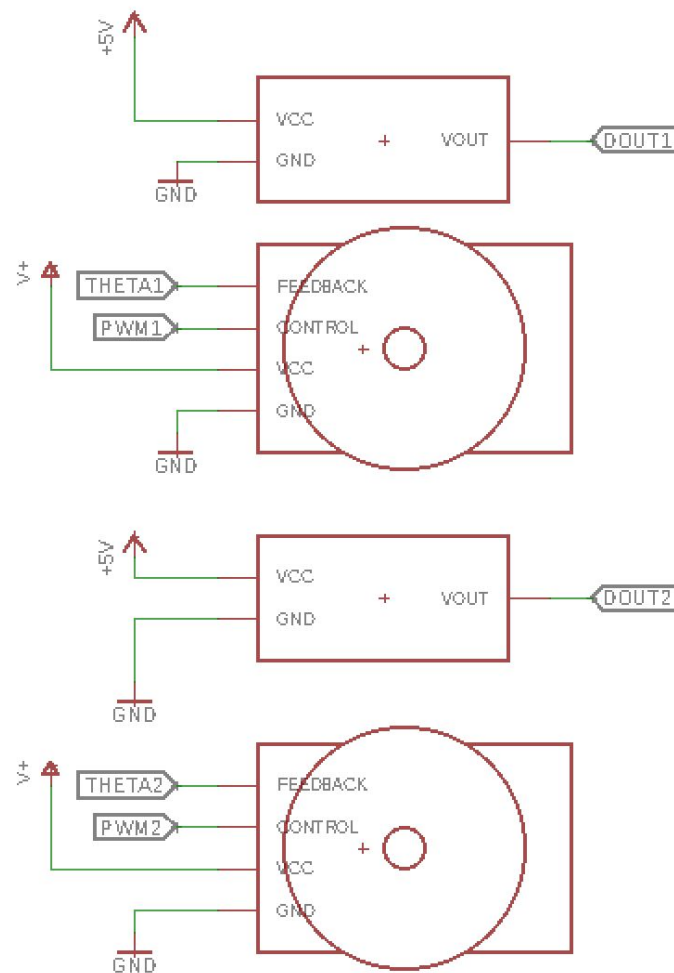 +5V
VCC
VOUT
DOUT1
GND
GND
V+
THETA1
FEEDBACK
PWM1
CONTROL
VCC
GND
GND
+5V
VCC
VOUT
DOUT2
GND
GND
V+
THETA2
FEEDBACK
PWM2
CONTROL
VCC
GND
GND